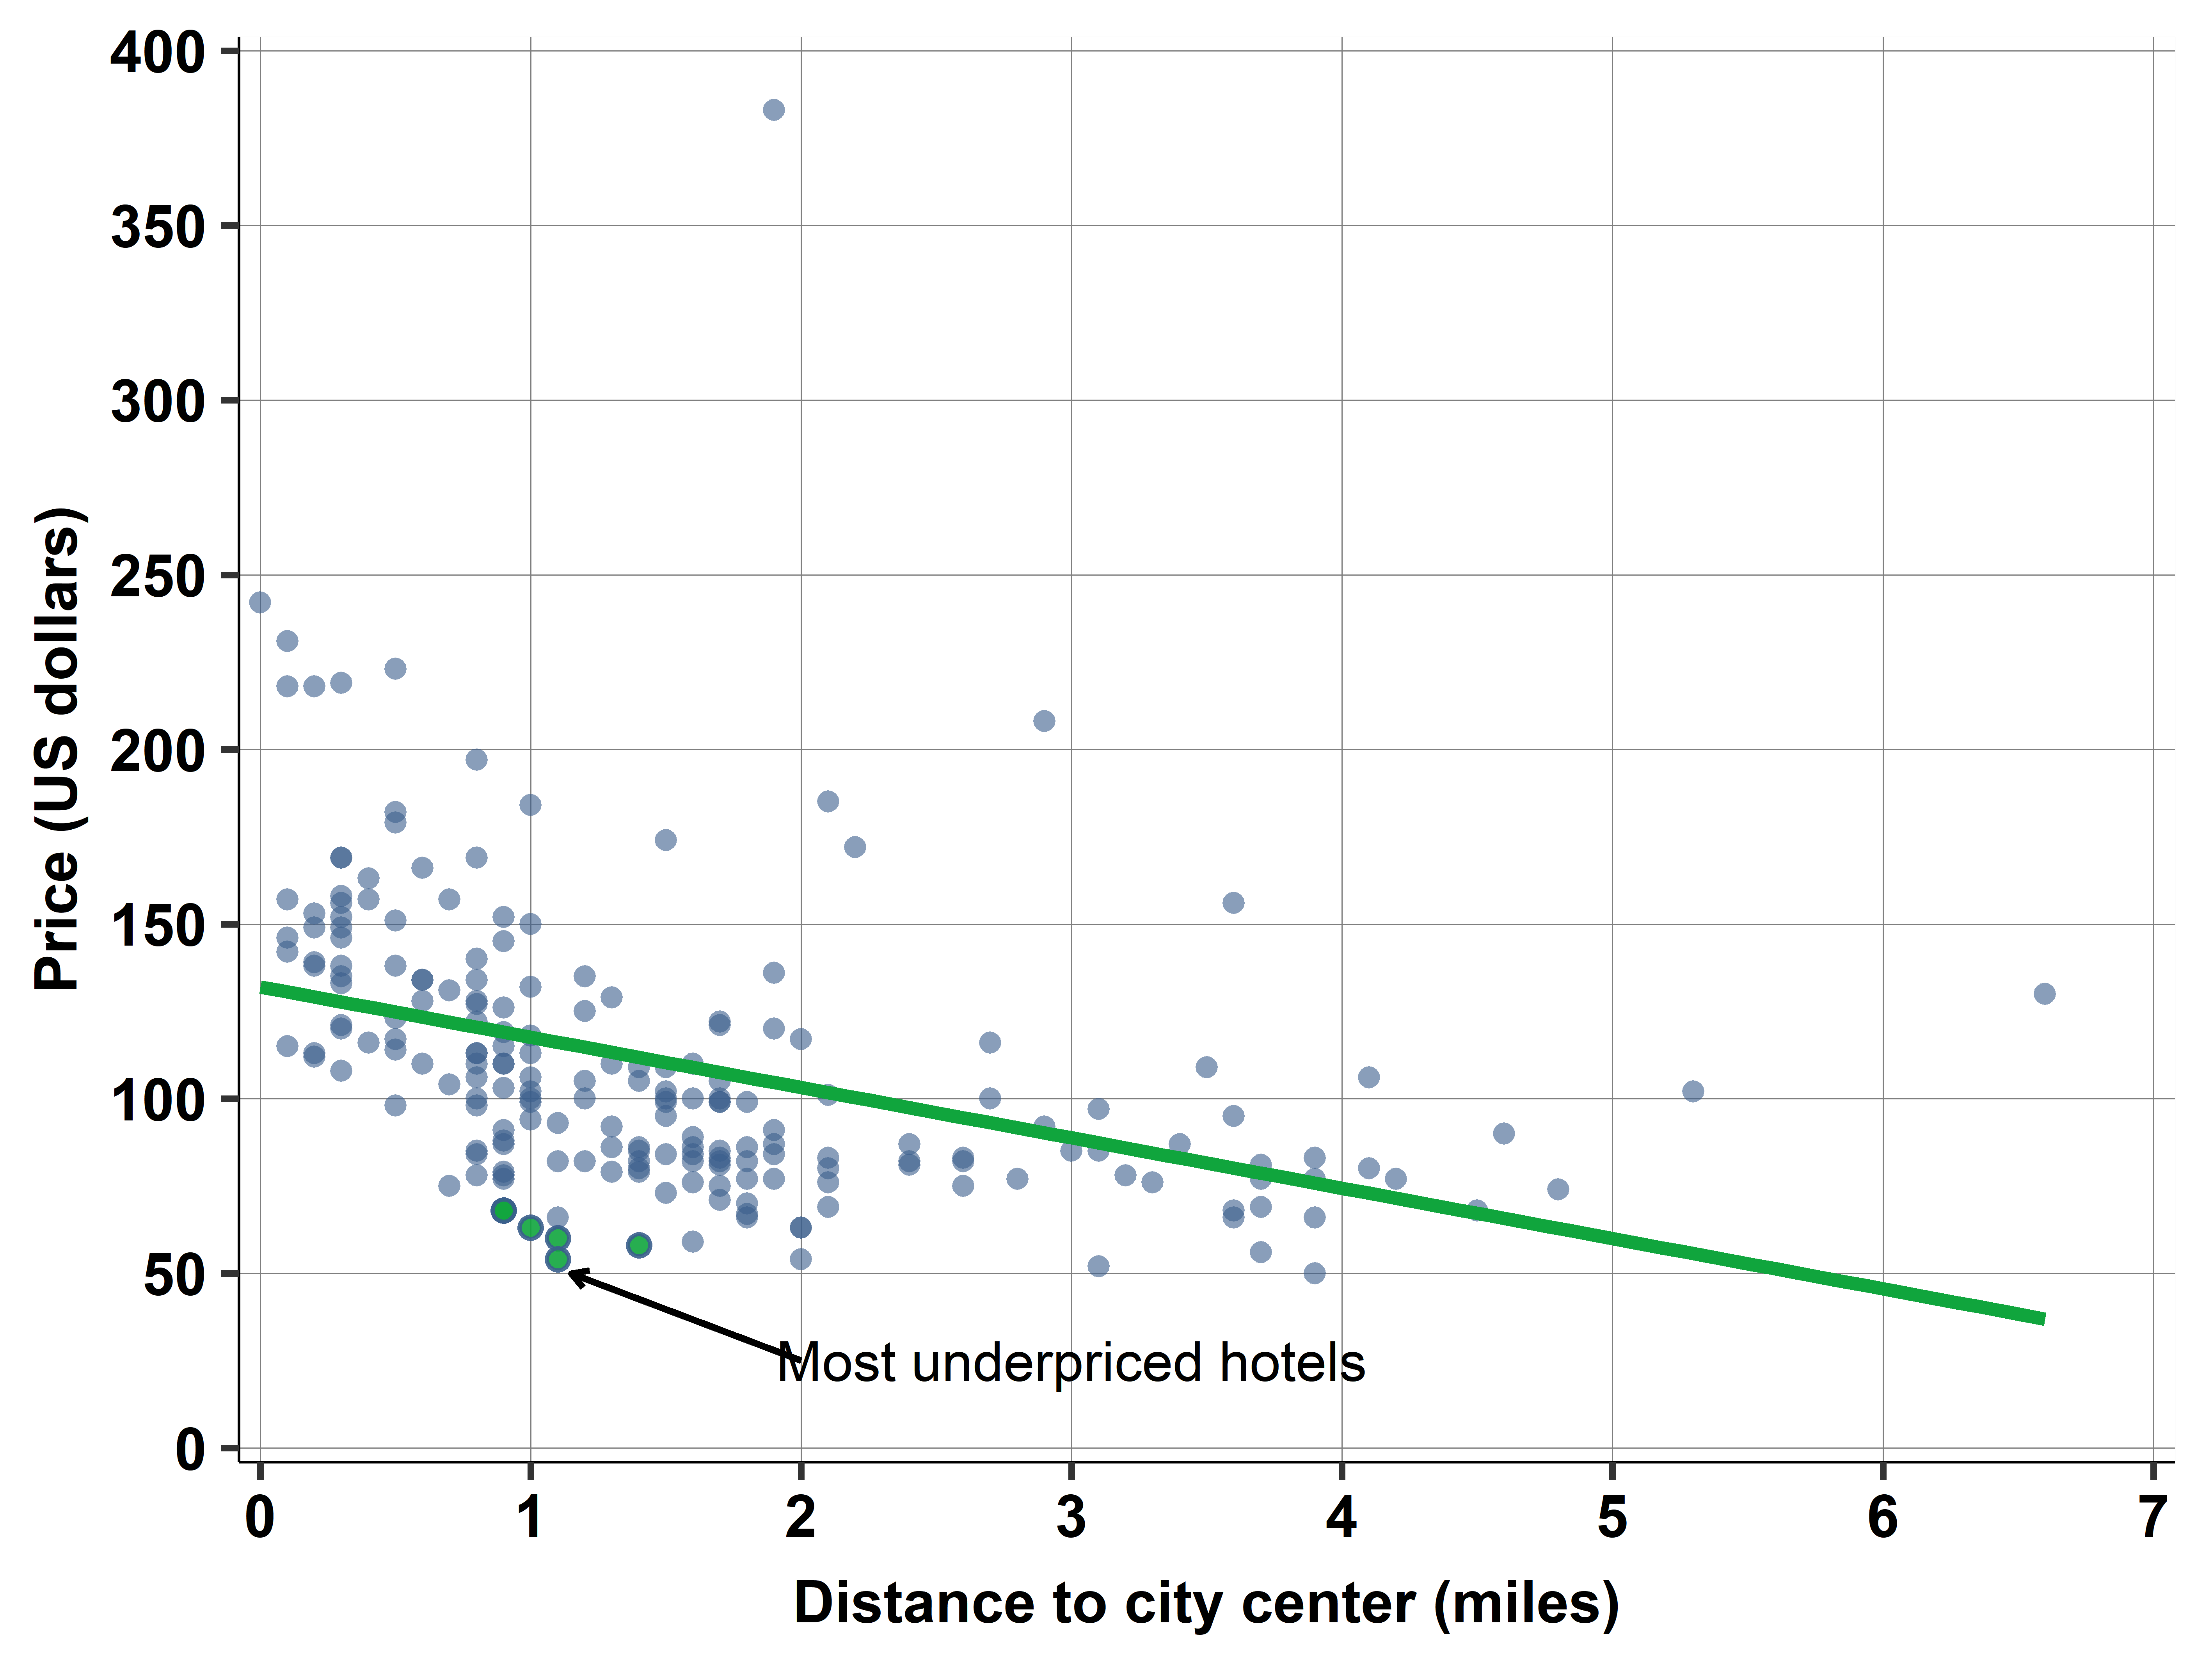 400
350
300
250
200
150
100
50
0
Price (US dollars)
Most underpriced hotels
0 1 2 3 4 5 6 7
Distance to city center (miles)